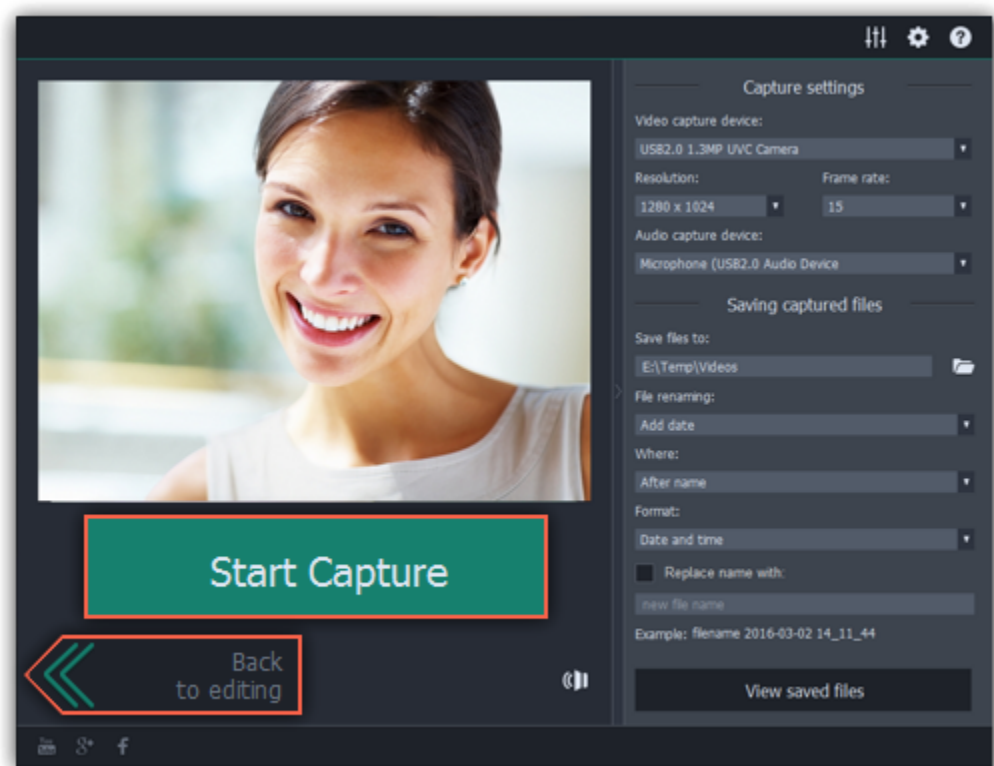 Capture settings
Video capture device:
USB2.0 1.3MP UVC Camera
Resolution: Frame rate:
1280 x 1024 15
Audio capture device:
Microphone (USB2.0 Audio Device
Saving captured files
Save files to:
E:\Temp\Videos
File renaming:
Add date
Where:
After name
Format:
Date and time
Replace name with:
new file name
Example: filename 2016-03-02 14_11_44
View saved files
Start Capture
Back
to editing